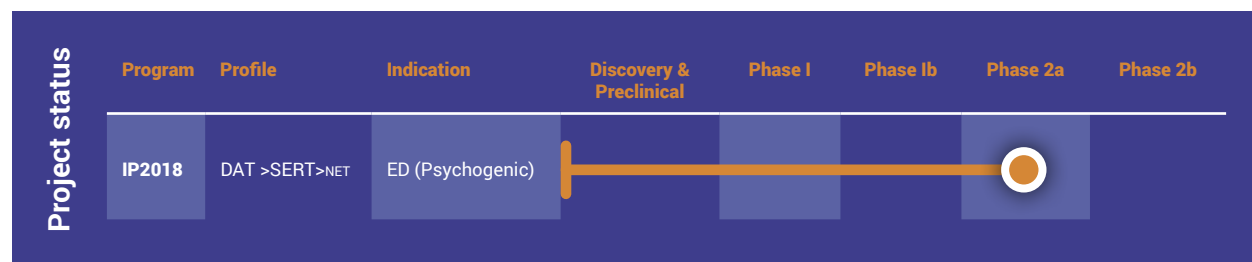 Project status
Program Profile Indication Discovery & Preclinical Phase I Phase Ib Phase 2a Phase 2b
IP2018 DAT >SERT>NET ED (Psychogenic)